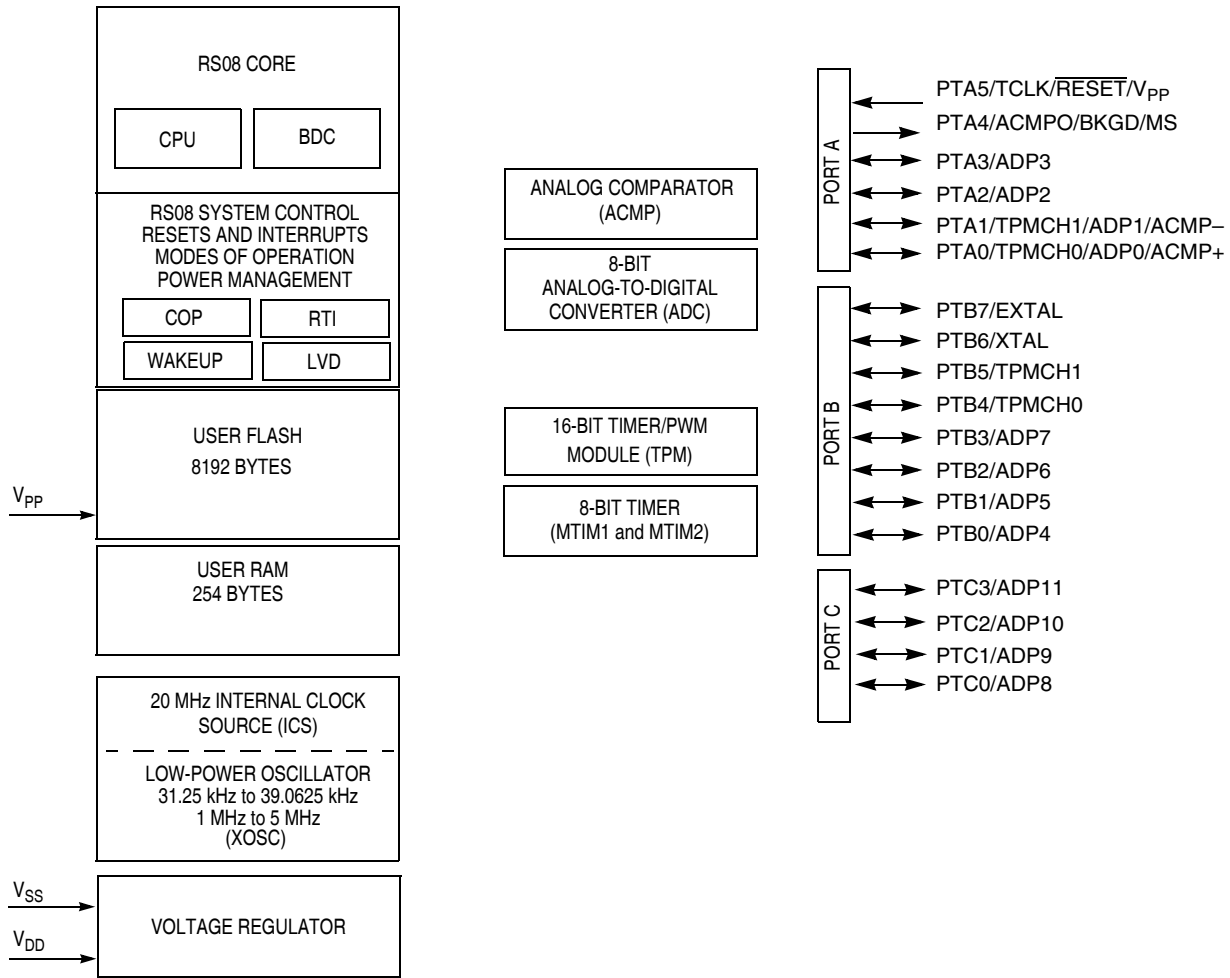 RS08 CORE
CPU
BDC
RS08 SYSTEM CONTROL
RESETS AND INTERRUPTS
MODES OF OPERATION
POWER MANAGEMENT
COP
RTI
WAKEUP
LVD
USER FLASH
8192 BYTES
VPP
USER RAM
254 BYTES
20 MHz INTERNAL CLOCK
SOURCE (ICS)
LOW-POWER OSCILLATOR
31.25 kHz to 39.0625 kHz
1 MHz to 5 MHz
(XOSC)
VSS
VDD
VOLTAGE REGULATOR
ANALOG COMPARATOR
(ACMP)
8-BIT
ANALOG-TO-DIGITAL
CONVERTER (ADC)
16-BIT TIMER/PWM
MODULE (TPM)
8-BIT TIMER
(MTIM1 and MTIM2)
PORT A
PTA5/TCLK/RESET/VPP
PTA4/ACMPO/BKGD/MS
PTA3/ADP3
PTA2/ADP2
PTA1/TPMCH1/ADP1/ACMP–
PTA0/TPMCH0/ADP0/ACMP+
PORT B
PTB7/EXTAL
PTB6/XTAL
PTB5/TPMCH1
PTB4/TPMCH0
PTB3/ADP7
PTB2/ADP6
PTB1/ADP5
PTB0/ADP4
PORT C
PTC3/ADP11
PTC2/ADP10
PTC1/ADP9
PTC0/ADP8